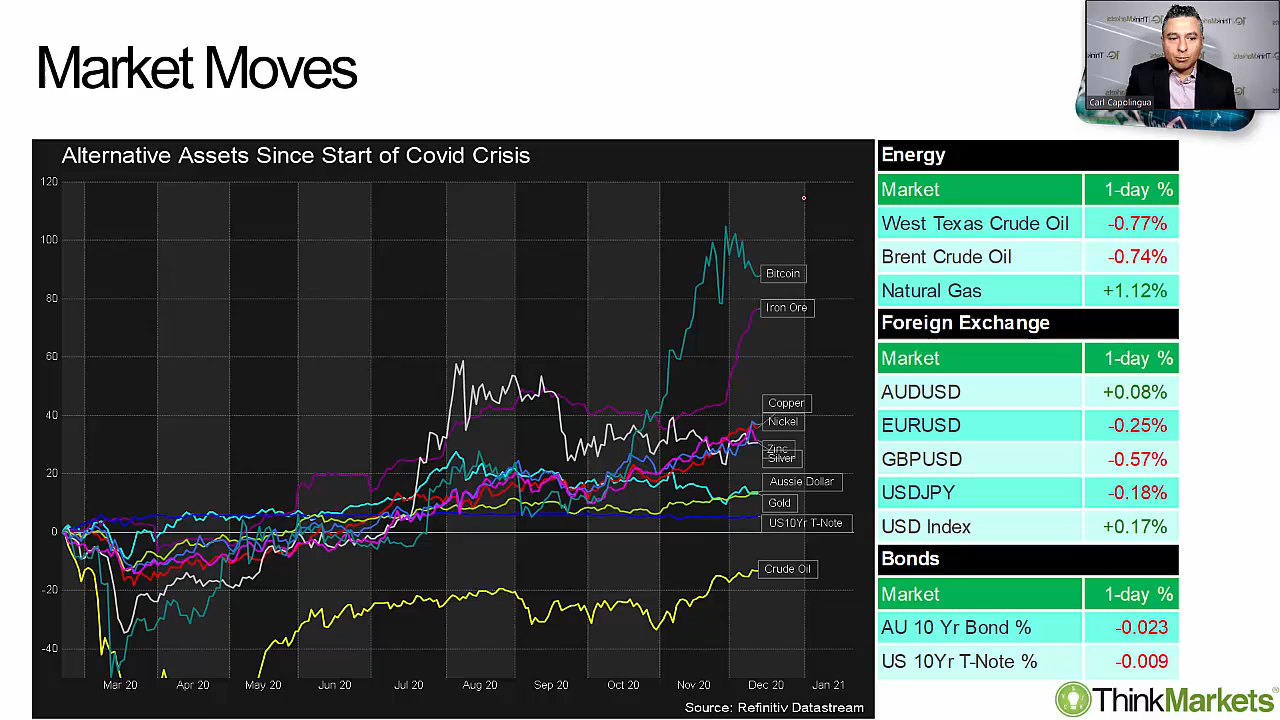 Market Moves
Carl Capolingua
Alternative Assets Since Start of Covid Crisis
120
100
80
60
40
20
0
-20
-40
Bitcoin
Iron Ore
Copper
Nickel
Zinc
Silver
Aussie Dollar
Gold
US10Yr T-Note
Crude Oil
Mar 20 Apr 20 May 20 Jun 20 Jul 20 Aug 20 Sep 20 Oct 20 Nov 20 Dec 20 Jan 21
Source: Refinitiv Datastream
Energy
Market 1-day %
West Texas Crude Oil -0.77%
Brent Crude Oil -0.74%
Natural Gas +1.12%
Foreign Exchange
Market 1-day %
AUDUSD +0.08%
EURUSD -0.25%
GBPUSD -0.57%
USDJPY -0.18%
USD Index +0.17%
Bonds
Market 1-day %
AU 10 Yr Bond % -0.023
US 10Yr T-Note % -0.009
ThinkMarkets®